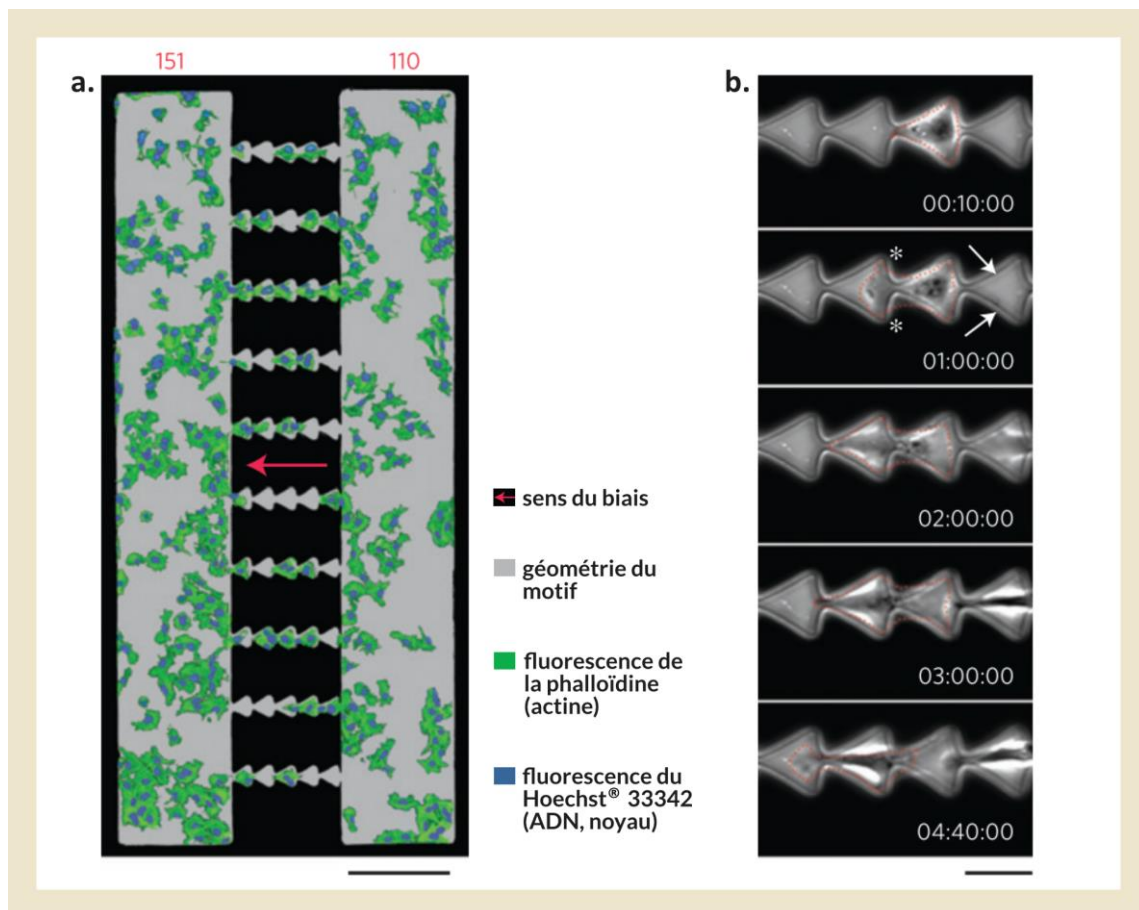 151
110
a.
b.
00:10:00
*
*
01:00:00
02:00:00
03:00:00
04:40:00
sens du biais
géométrie du
motif
fluorescence de
la phalloïdine
(actine)
fluorescence du
Hoechst® 33342
(ADN, noyau)